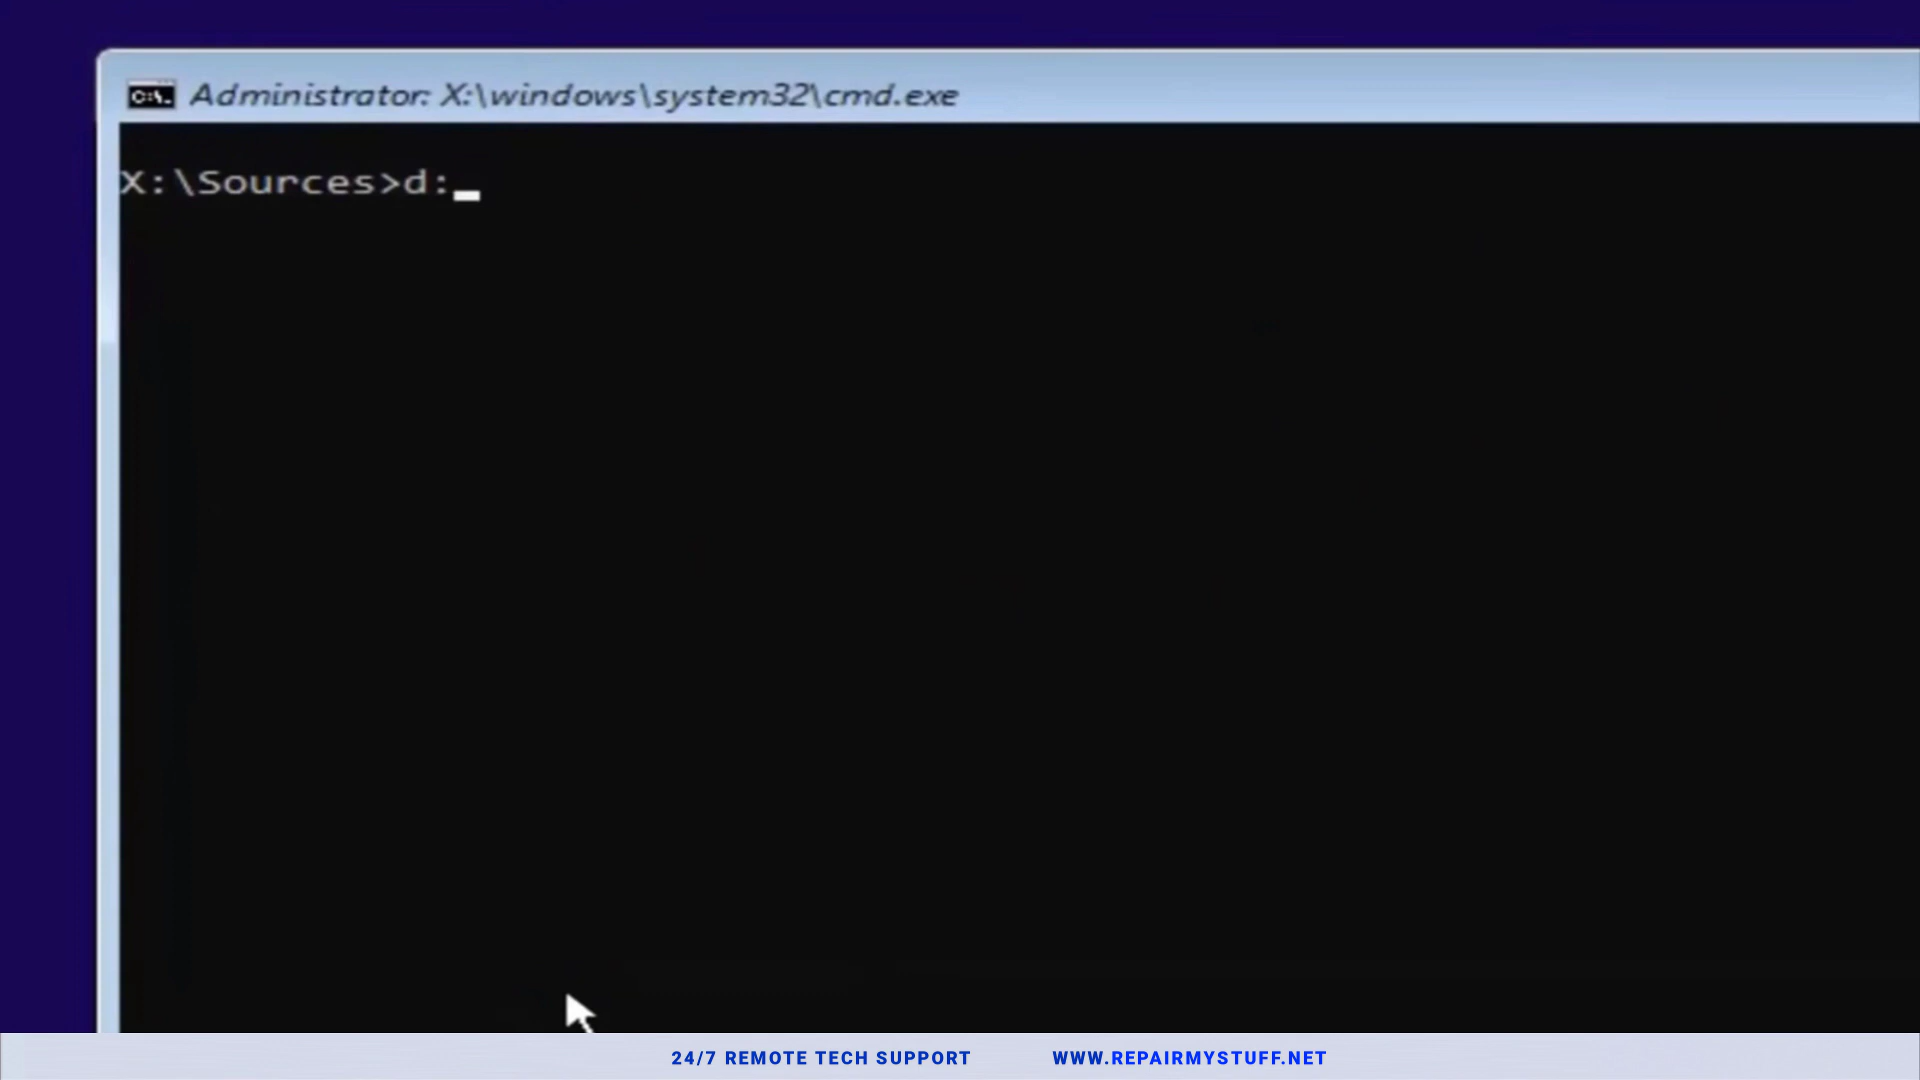 C:\.
Administrator: X:\windows\system32\cmd.exe
X:\Sources>d:
24/7 REMOTE TECH SUPPORT WWW.REPAIRMYSTUFF.NET